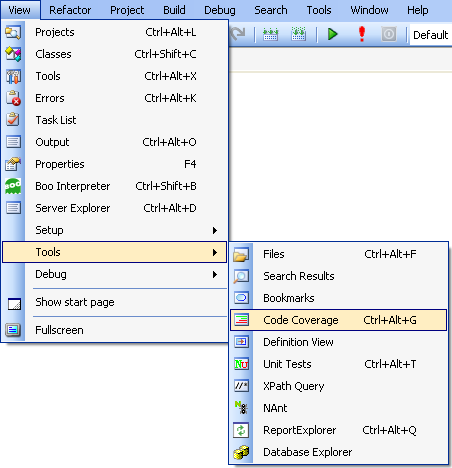 View Refactor Project Build Debug Search Tools Window Help
Default
Projects Ctrl+Alt+L
Classes Ctrl+Shift+C
Tools Ctrl+Alt+X
Errors Ctrl+Alt+K
Task List
Output Ctrl+Alt+O
Properties F4
Boo Interpreter Ctrl+Shift+B
Server Explorer Ctrl+Alt+D
Setup
Tools
Debug
Show start page
Fullscreen
Files Ctrl+Alt+F
Search Results
Bookmarks
Code Coverage Ctrl+Alt+G
Definition View
Unit Tests Ctrl+Alt+T
XPath Query
NAnt
ReportExplorer Ctrl+Alt+Q
Database Explorer